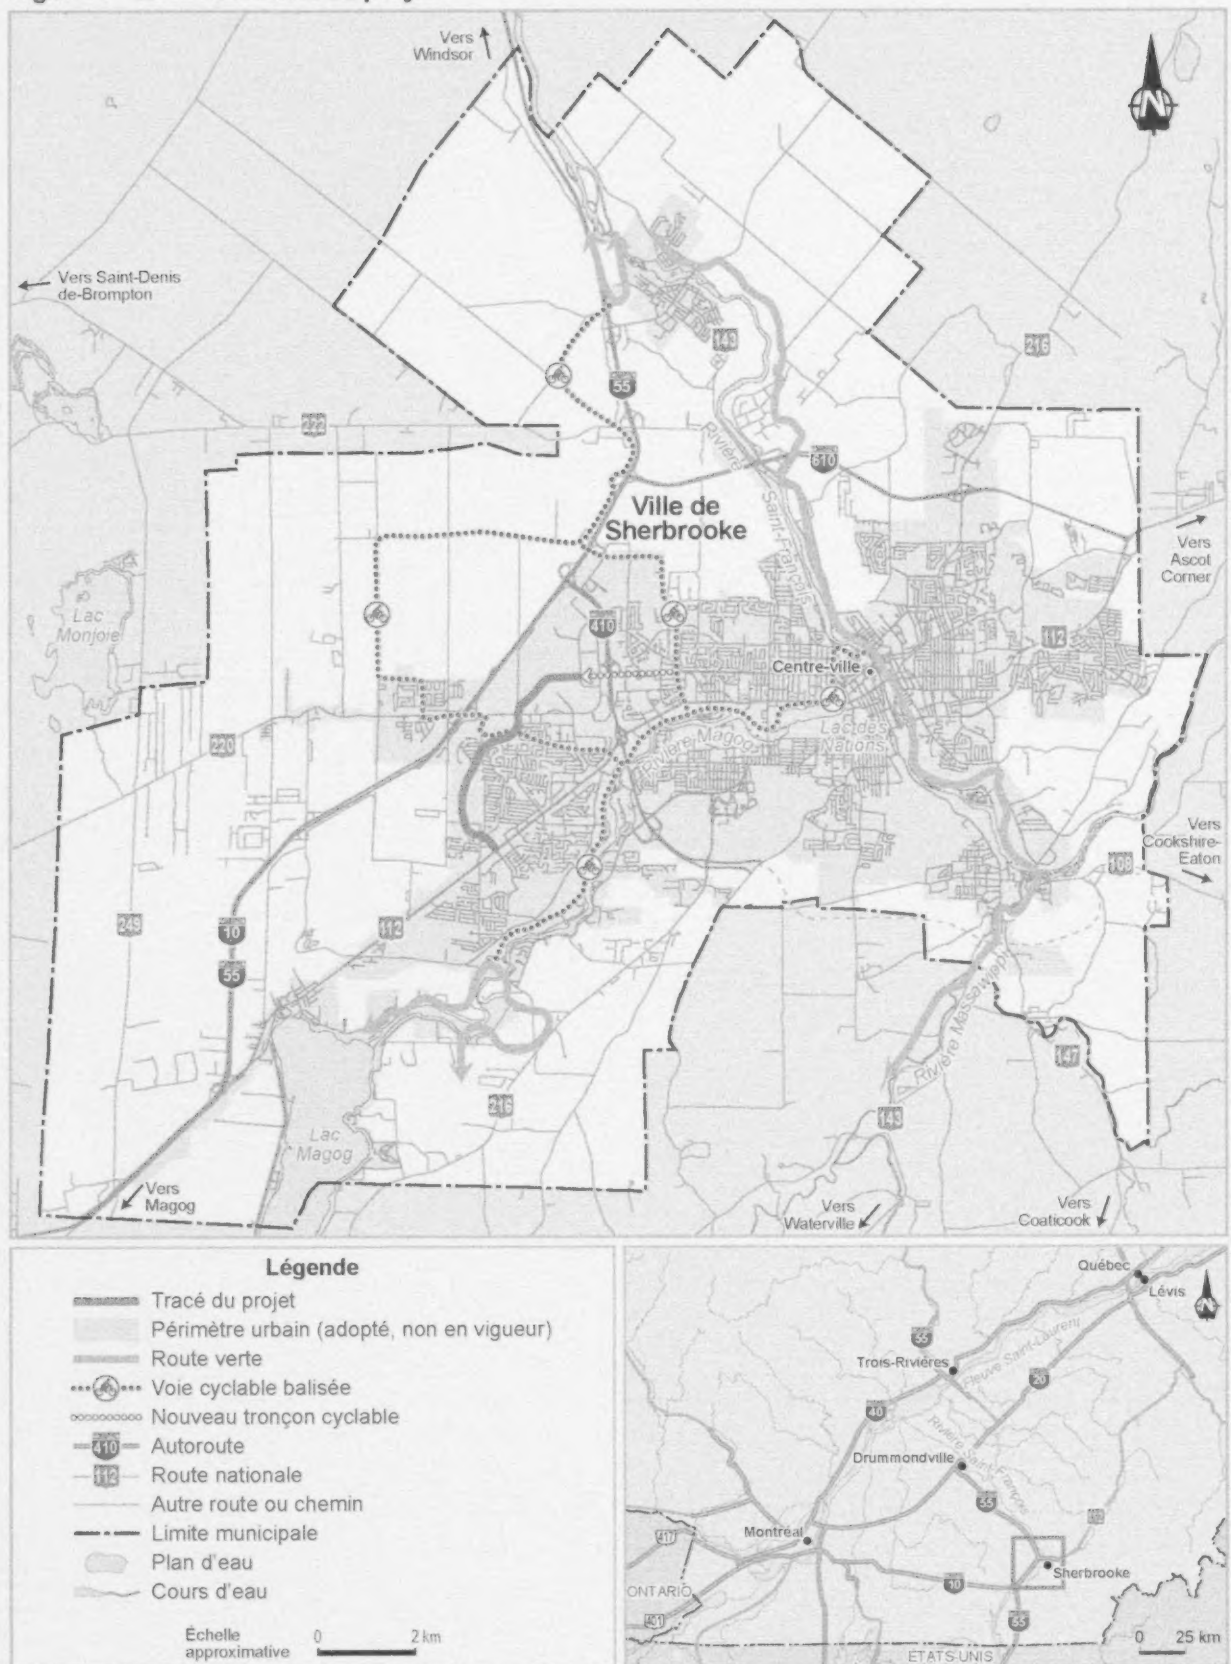 Vers
Windsor
N
Vers Saint-Denis
de-Brompton
143
216
55
222
Rivière Saint-François
610
Ville de
Sherbrooke
Vers
Ascot
Corner
Lac
Monjoie
410
112
Centre-ville
220
Rivière Magog
Lac des
Nations
Vers
Cookshire-
Eaton
108
249
10
112
55
Rivière Massawippi
147
216
143
Lac
Magog
Vers
Magog
Vers
Waterville
Vers
Coaticook
Légende
Tracé du projet
Périmètre urbain (adopté, non en vigueur)
Route verte
Voie cyclable balisée
Nouveau tronçon cyclable
410 Autoroute
112 Route nationale
Autre route ou chemin
Limite municipale
Plan d'eau
Cours d'eau
Échelle
approximative
0 2 km
Québec
Lévis
55
Trois-Rivières
Fleuve Saint-Laurent
20
40
Rivière Saint-François
Drummondville
55
Montréal
417
Sherbrooke
10
ONTARIO
401
55
0 25 km
ÉTATS-UNIS